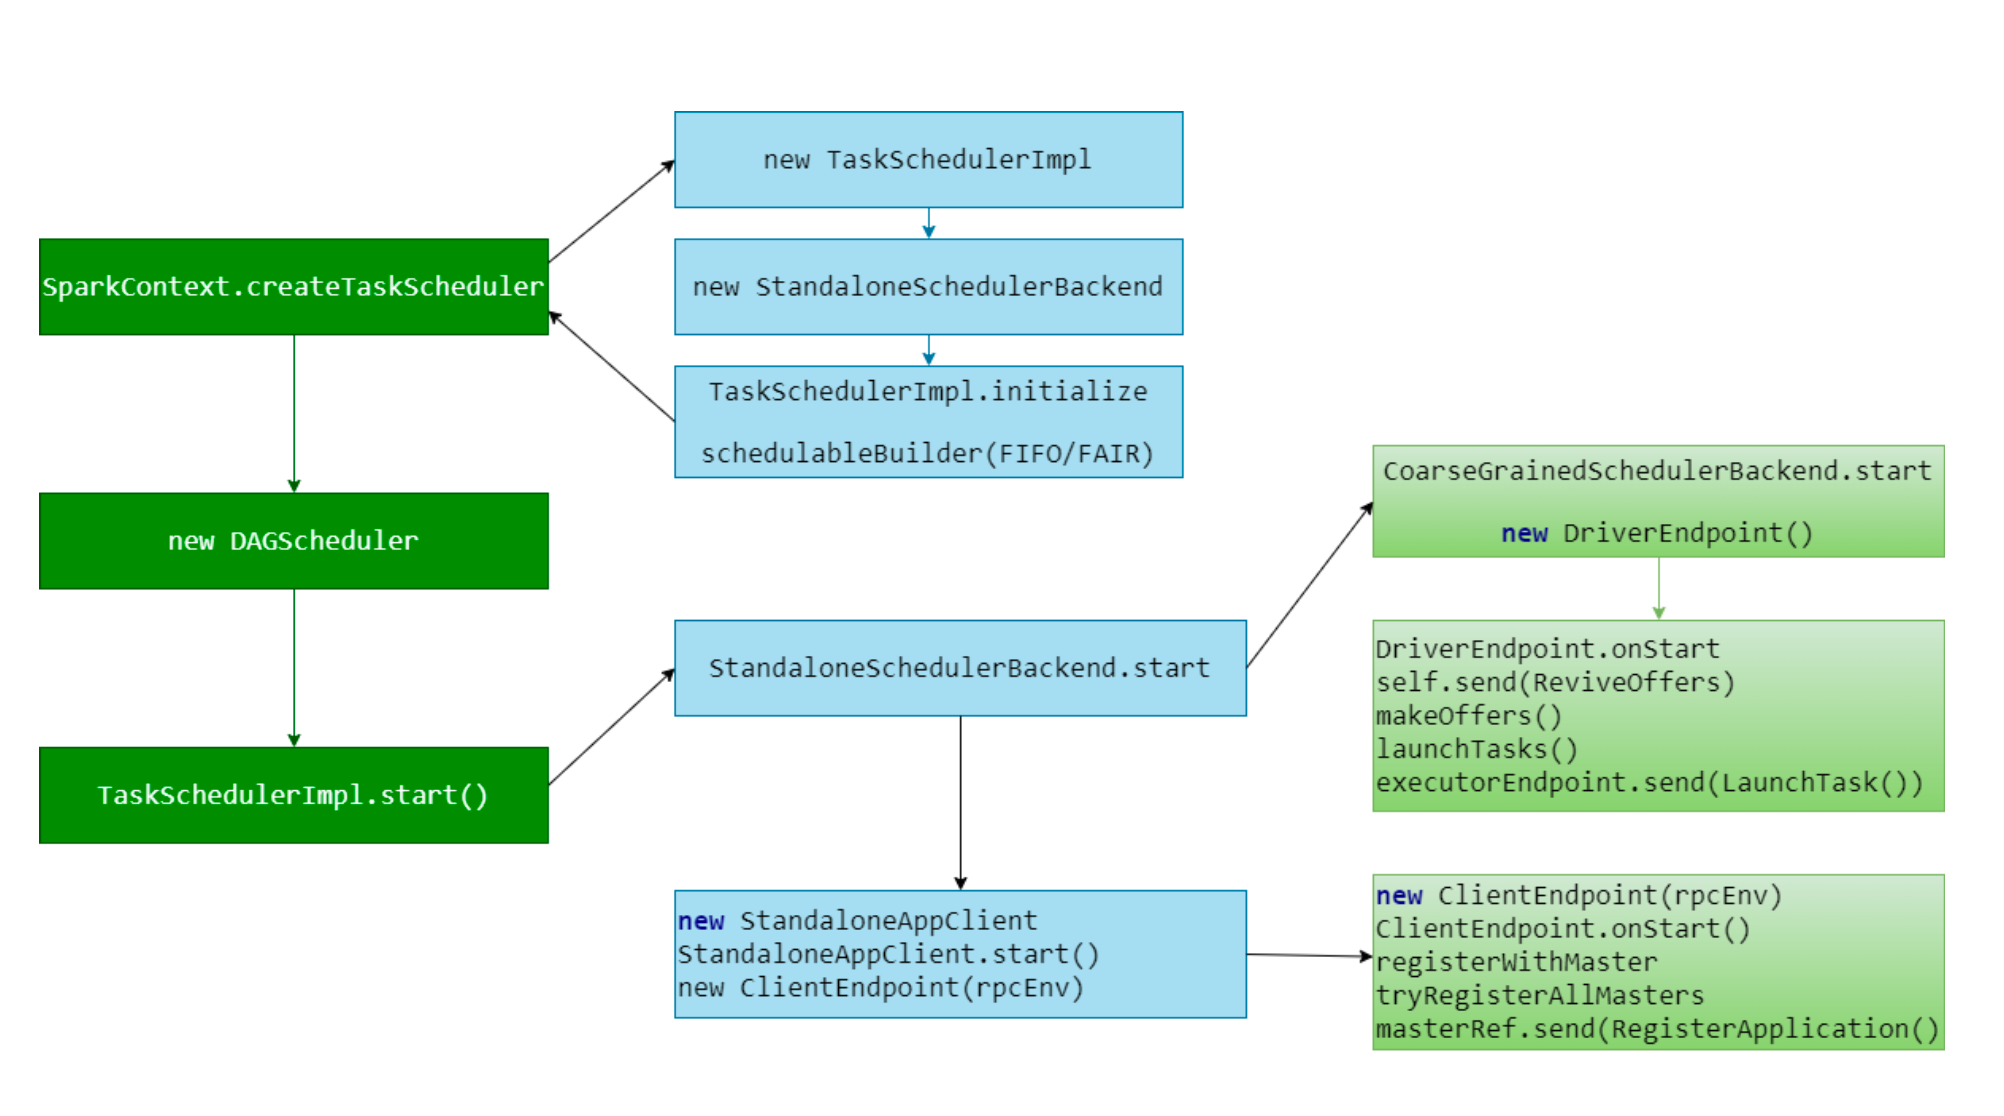 new TaskSchedulerImpl
SparkContext.createTaskScheduler
new StandaloneSchedulerBackend
TaskSchedulerImpl.initialize
schedulableBuilder(FIFO/FAIR)
new DAGScheduler
TaskSchedulerImpl.start()
StandaloneSchedulerBackend.start
CoarseGrainedSchedulerBackend.start
new DriverEndpoint()
DriverEndpoint.onStart
self.send(ReviveOffers)
makeOffers()
launchTasks()
executorEndpoint.send(LaunchTask())
new StandaloneAppClient
StandaloneAppClient.start()
new ClientEndpoint(rpcEnv)
new ClientEndpoint(rpcEnv)
ClientEndpoint.onStart()
registerWithMaster
tryRegisterAllMasters
masterRef.send(RegisterApplication()